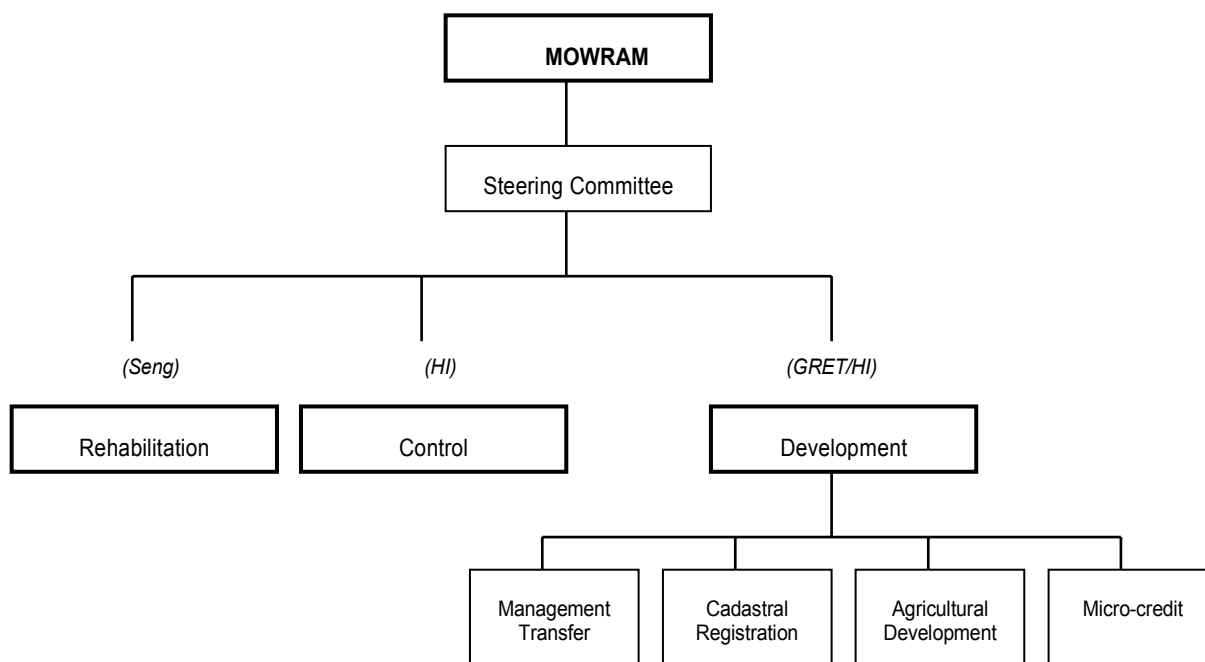 MOWRAM
Steering Committee
(Seng)
(HI)
(GRET/HI)
Rehabilitation
Control
Development
Management
Transfer
Cadastral
Registration
Agricultural
Development
Micro-credit